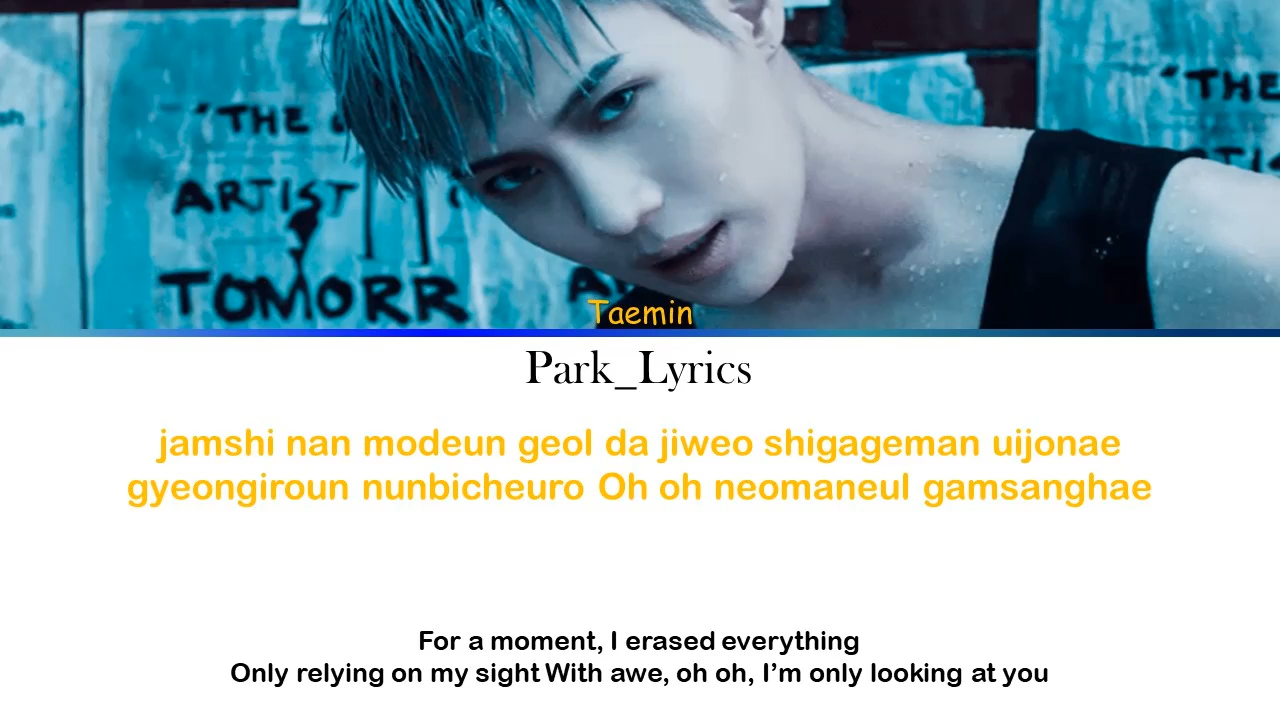 "THE
ARTIST
TOMORR
"THE
Taemin
Park_Lyrics
jamshi nan modeun geol da jiweo shigageman uijonae
gyeongiroun nunbicheuro Oh oh neomaneul gamsanghae
For a moment, I erased everything
Only relying on my sight With awe, oh oh, I’m only looking at you